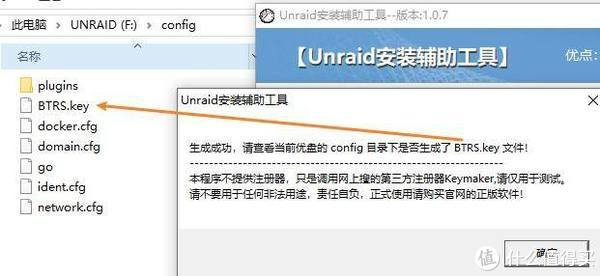 此电脑 › UNRAID (F:) › config
名称
plugins
BTRS.key
docker.cfg
domain.cfg
go
ident.cfg
network.cfg
Unraid安装辅助工具--版本:1.0.7
【Unraid安装辅助工具】
优点:
Unraid安装辅助工具
生成成功，请查看当前优盘的 config 目录下是否生成了 BTRS.key 文件!
本程序不提供注册器，只是调用网上撞的第三方注册器Keymaker,请仅用于测试。
请不要用于任何非法用途，责任自负，正式使用请购买官网的正版软件!
确定
值 什么值得买